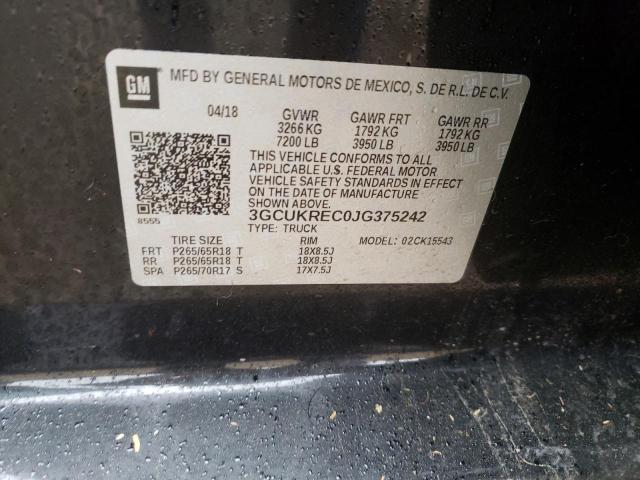 GM
MFD BY GENERAL MOTORS DE MEXICO, S. DE R.L. DE C.V.
04/18 GVWR GAWR FRT GAWR RR
3266 KG 1792 KG 1792 KG
7200 LB 3950 LB 3950 LB
THIS VEHICLE CONFORMS TO ALL
APPLICABLE U.S. FEDERAL MOTOR
VEHICLE SAFETY STANDARDS IN EFFECT
ON THE DATE OF MANUFACTURE
SHOWN ABOVE.
8555 3GCUKREC0JG375242
TYPE: TRUCK MODEL: 02CK15543
TIRE SIZE RIM
FRT P265/65R18 T 18X8.5J
RR P265/65R18 T 18X8.5J
SPA P265/70R17 S 17X7.5J